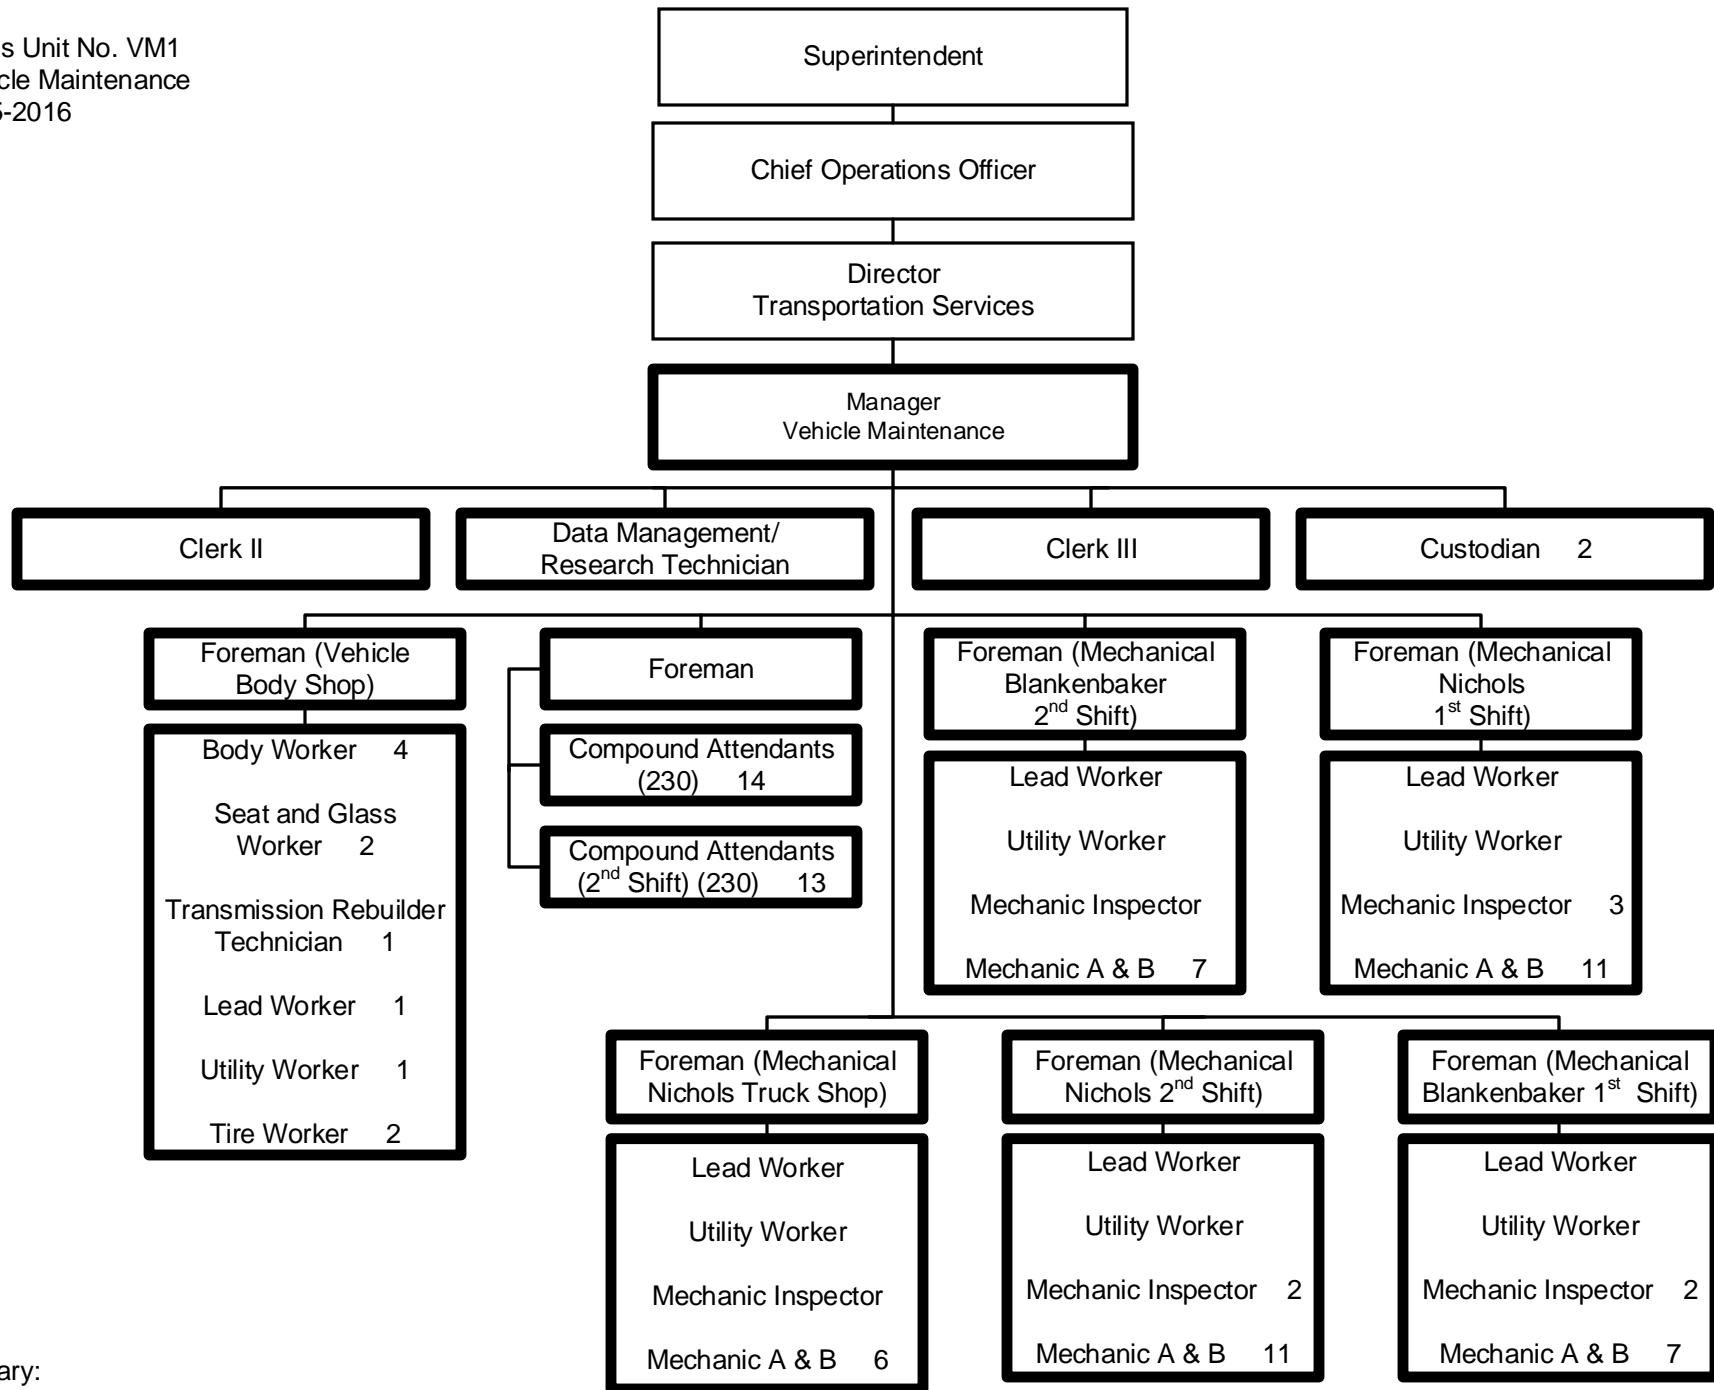 s Unit No. VM1
cle Maintenance
-2016
Superintendent
Chief Operations Officer
Director
Transportation Services
Manager
Vehicle Maintenance
Clerk II
Data Management/
Research Technician
Clerk III
Custodian 2
Foreman (Vehicle
Body Shop)
Body Worker 4
Seat and Glass
Worker 2
Transmission Rebuilder
Technician 1
Lead Worker 1
Utility Worker 1
Tire Worker 2
Foreman
Compound Attendants
(230) 14
Compound Attendants
(2nd Shift) (230) 13
Foreman (Mechanical
Blankenbaker
2nd Shift)
Lead Worker
Utility Worker
Mechanic Inspector
Mechanic A & B 7
Foreman (Mechanical
Nichols
1st Shift)
Lead Worker
Utility Worker
Mechanic Inspector 3
Mechanic A & B 11
Foreman (Mechanical
Nichols Truck Shop)
Lead Worker
Utility Worker
Mechanic Inspector
Mechanic A & B 6
Foreman (Mechanical
Nichols 2nd Shift)
Lead Worker
Utility Worker
Mechanic Inspector 2
Mechanic A & B 11
Foreman (Mechanical
Blankenbaker 1st Shift)
Lead Worker
Utility Worker
Mechanic Inspector 2
Mechanic A & B 7
ary: